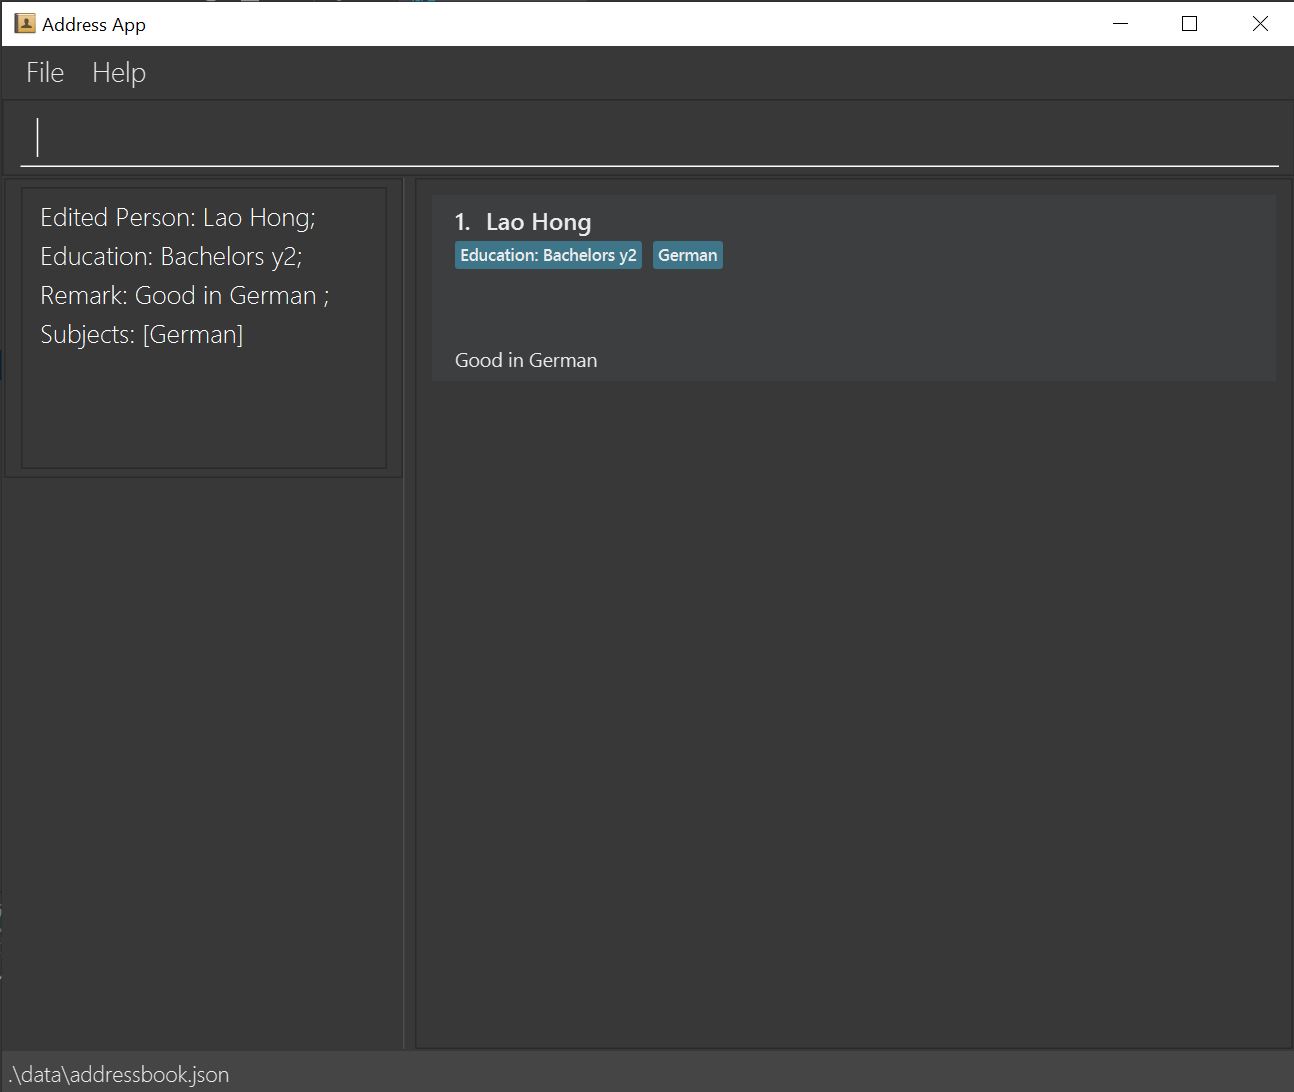 Address App
File Help
Edited Person: Lao Hong;
Education: Bachelors y2;
Remark: Good in German ;
Subjects: [German]
1. Lao Hong
Education: Bachelors y2 German
Good in German
.\data\addressbook.json